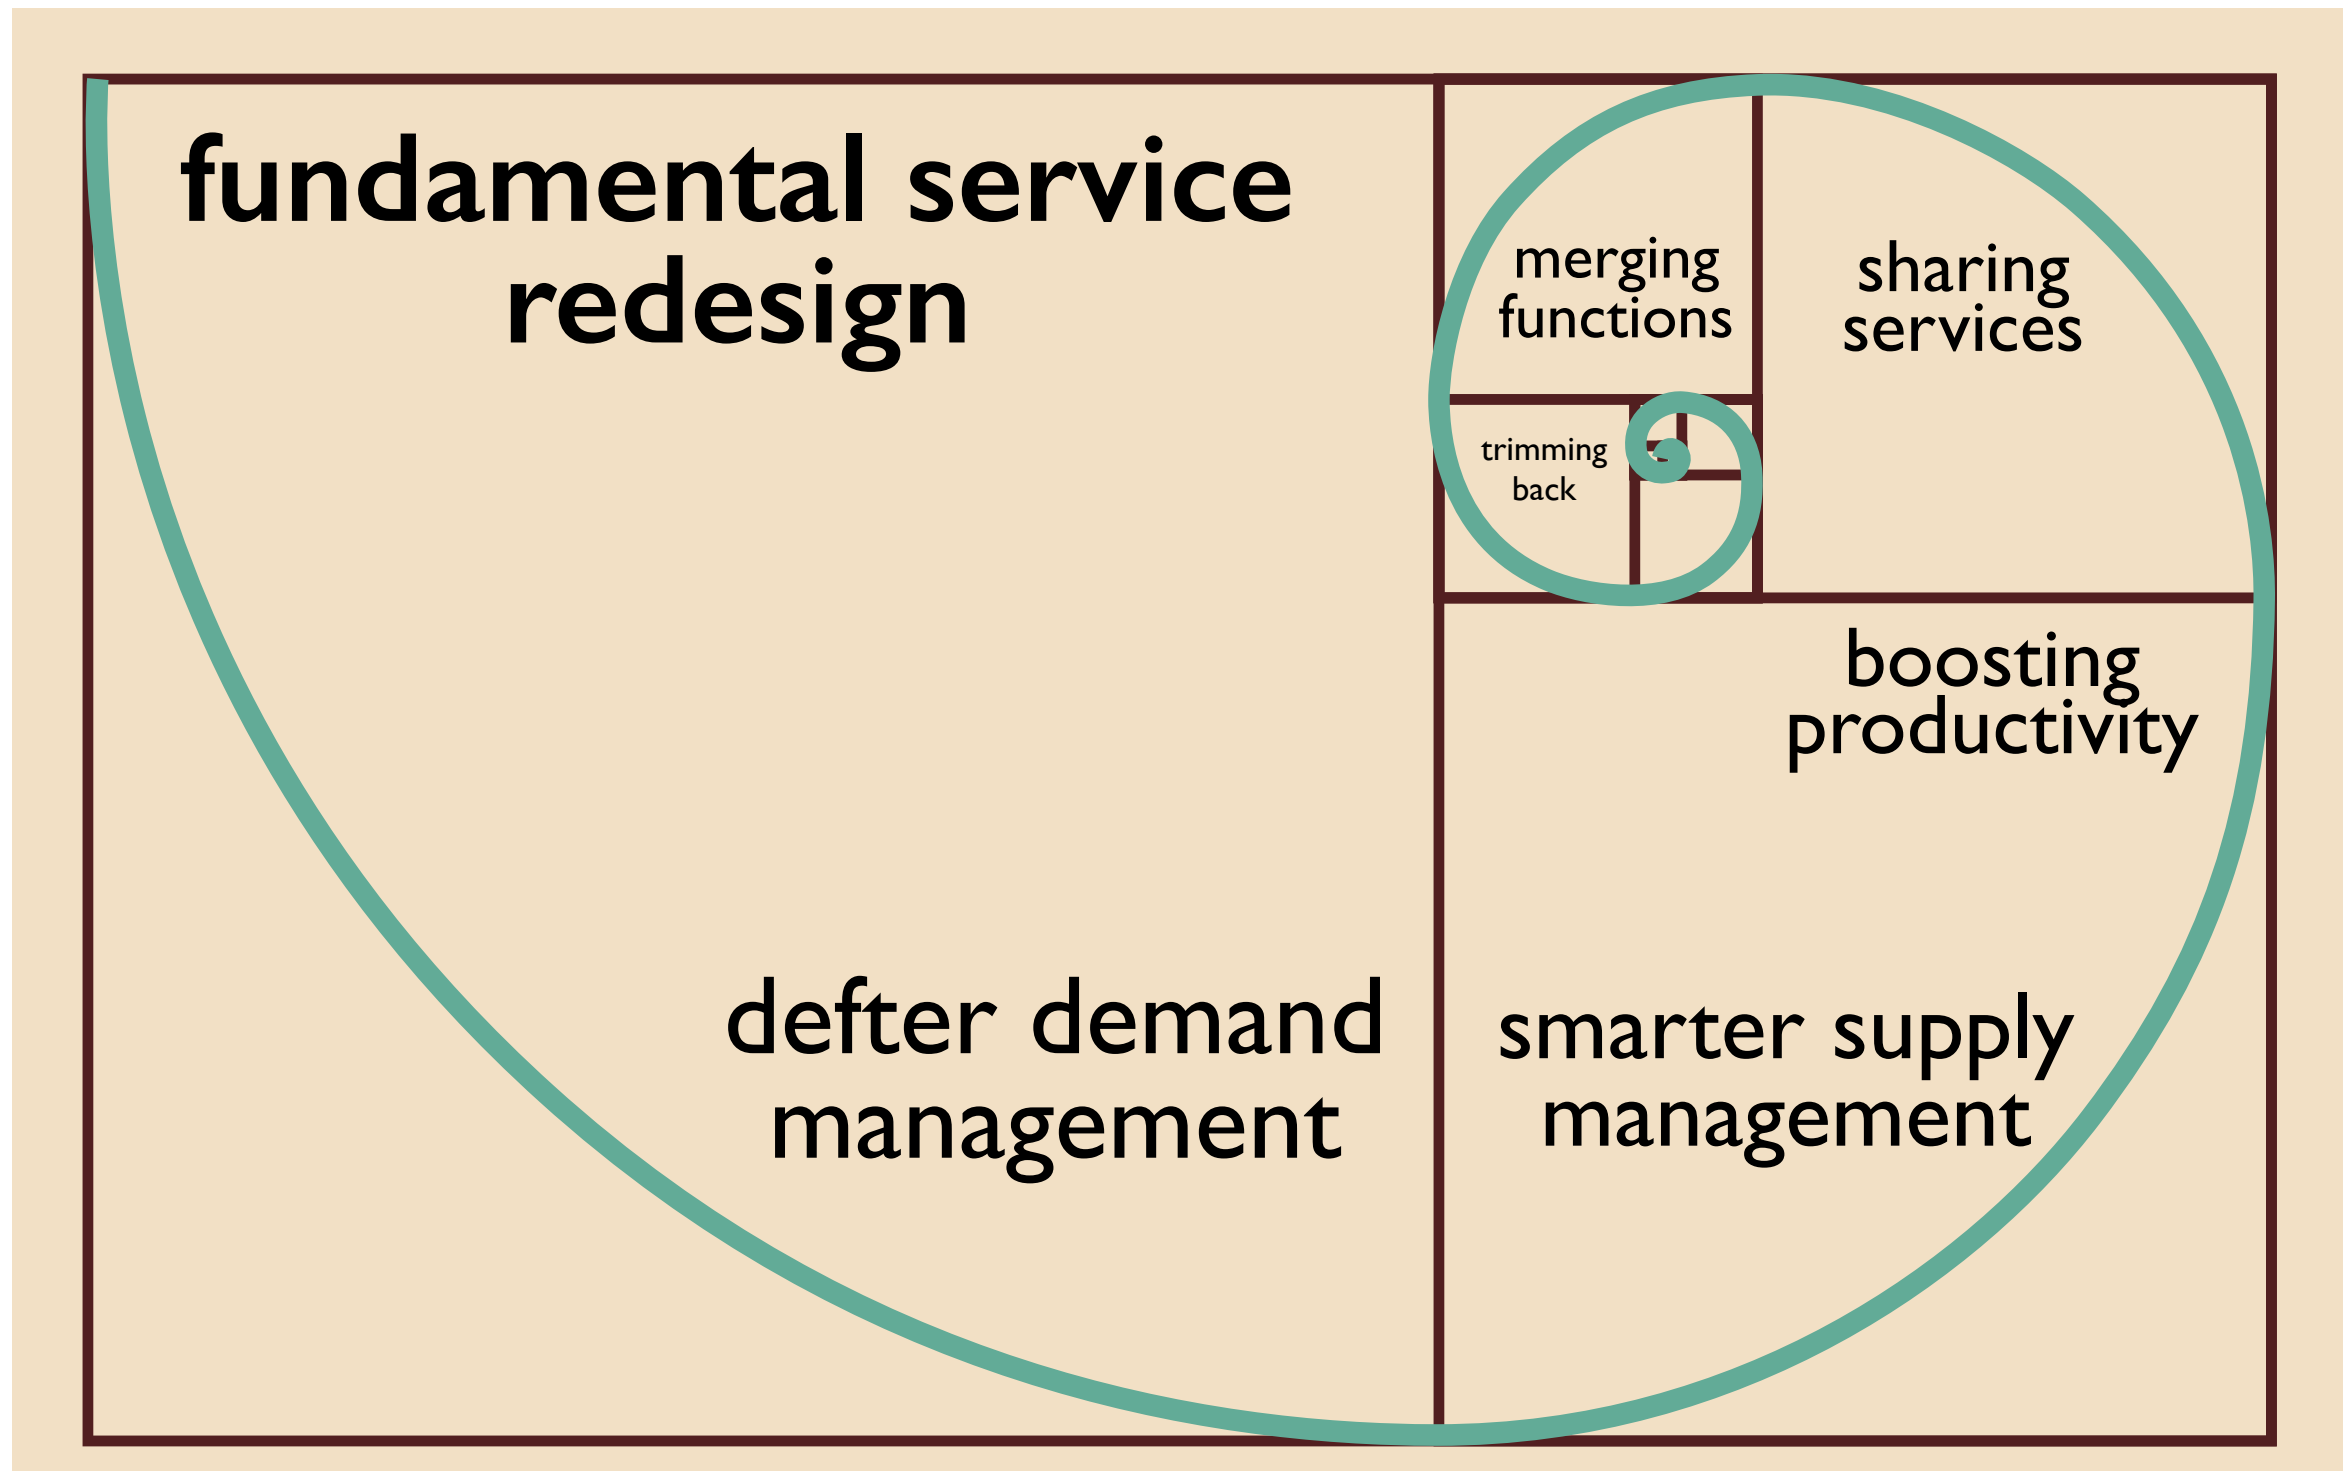 fundamental service
redesign
merging
functions
sharing
services
trimming
back
boosting
productivity
defter demand
management
smarter supply
management